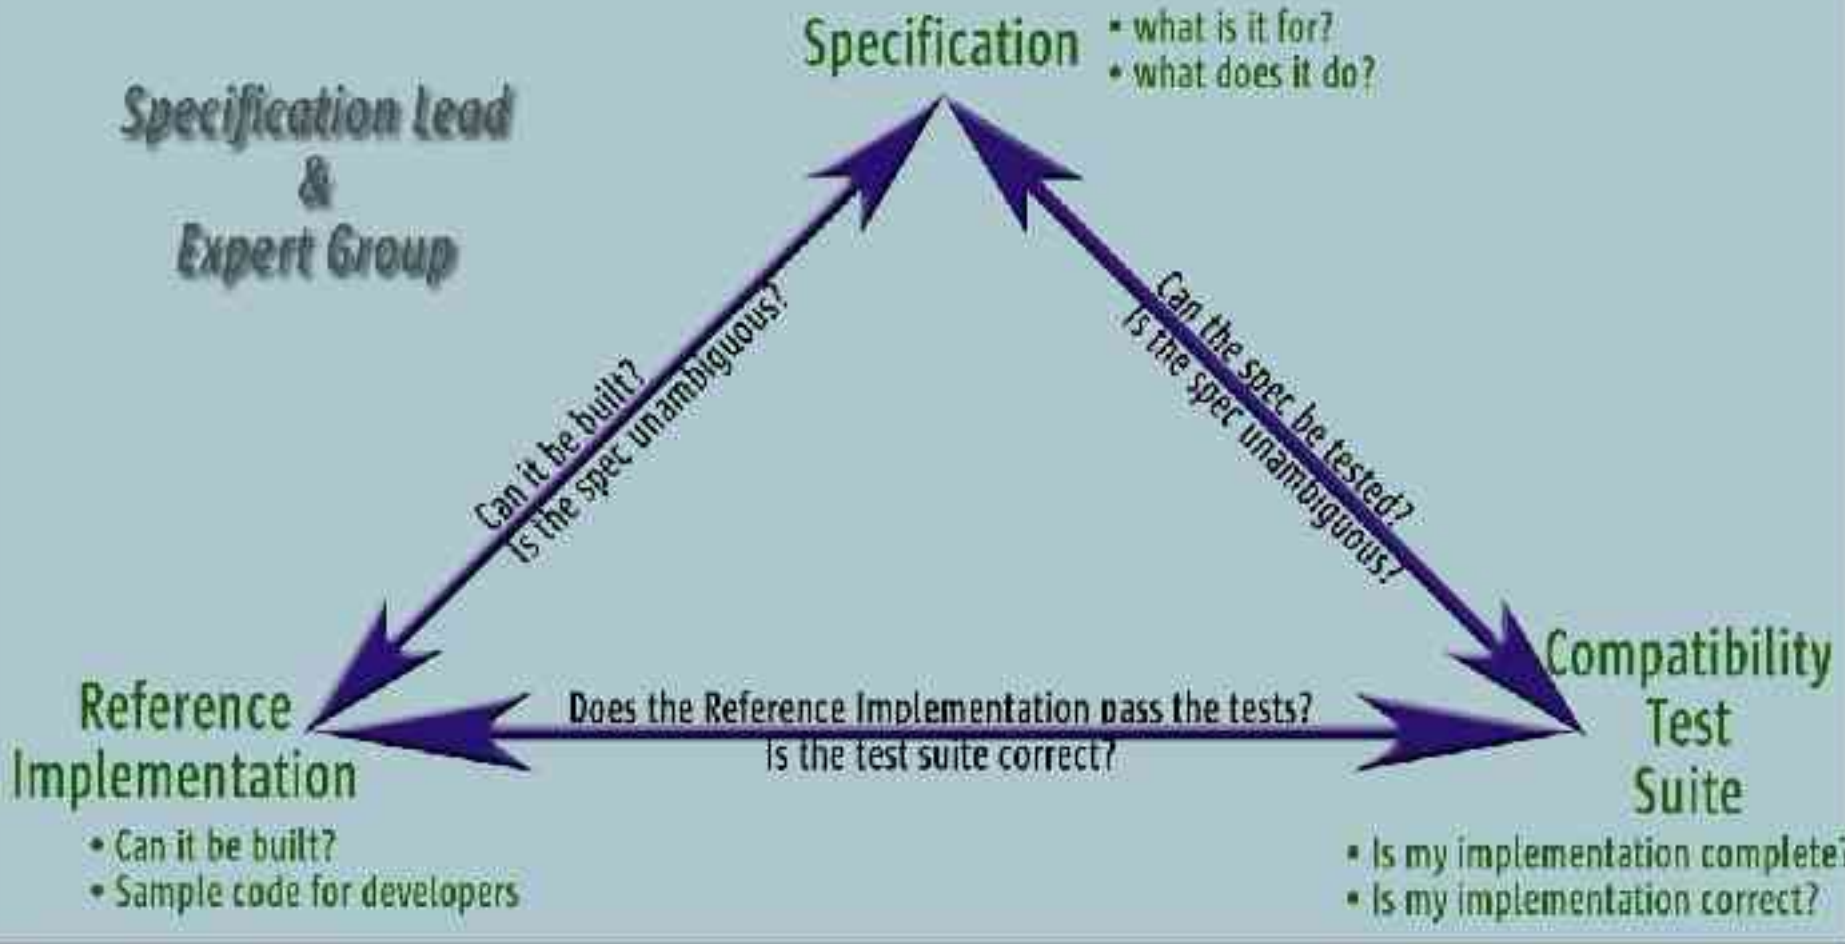 Specification
• what is it for?
• what does it do?
Specification Lead
&
Expert Group
Can it be built?
Is the spec unambiguous?
Can the spec be tested?
Is the spec unambiguous?
Does the Reference Implementation pass the tests?
Is the test suite correct?
Reference
Implementation
• Can it be built?
• Sample code for developers
Compatibility
Test
Suite
• Is my implementation complete?
• Is my implementation correct?